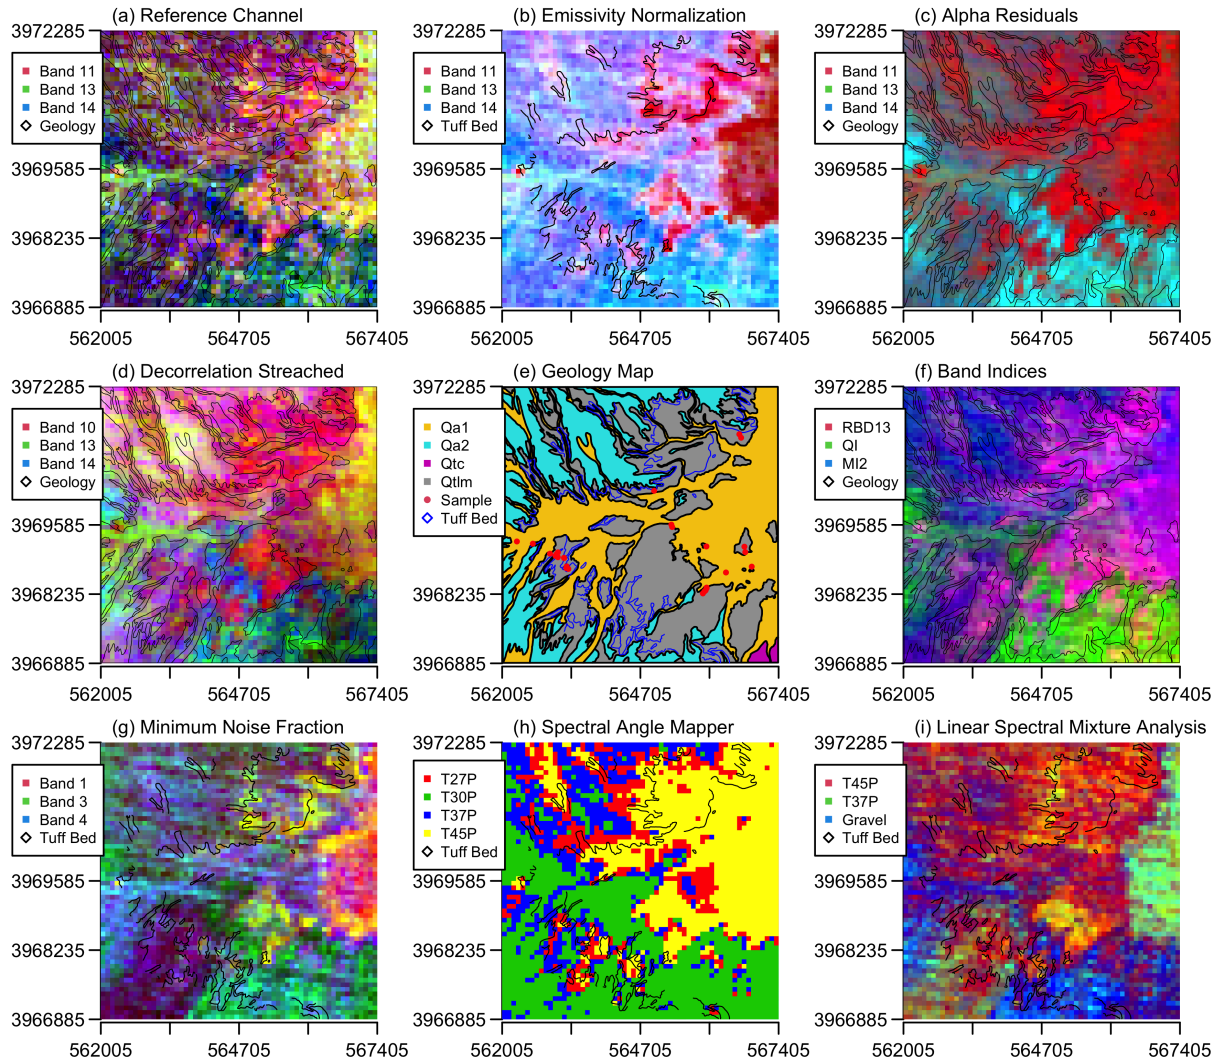 (a) Reference Channel
3972285
Band 11
Band 13
Band 14
Geology
3969585
3968235
3966885
562005 564705 567405
(b) Emissivity Normalization
3972285
Band 11
Band 13
Band 14
Tuff Bed
3969585
3968235
3966885
562005 564705 567405
(c) Alpha Residuals
3972285
Band 11
Band 13
Band 14
Geology
3969585
3968235
3966885
562005 564705 567405
(d) Decorrelation Streached
3972285
Band 10
Band 13
Band 14
Geology
3969585
3968235
3966885
562005 564705 567405
(e) Geology Map
3972285
Qa1
Qa2
Qtc
Qtlm
Sample
Tuff Bed
3969585
3968235
3966885
562005 564705 567405
(f) Band Indices
3972285
RBD13
QI
MI2
Geology
3969585
3968235
3966885
562005 564705 567405
(g) Minimum Noise Fraction
3972285
Band 1
Band 3
Band 4
Tuff Bed
3969585
3968235
3966885
562005 564705 567405
(h) Spectral Angle Mapper
3972285
T27P
T30P
T37P
T45P
Tuff Bed
3969585
3968235
3966885
562005 564705 567405
(i) Linear Spectral Mixture Analysis
3972285
T45P
T37P
Gravel
Tuff Bed
3969585
3968235
3966885
562005 564705 567405